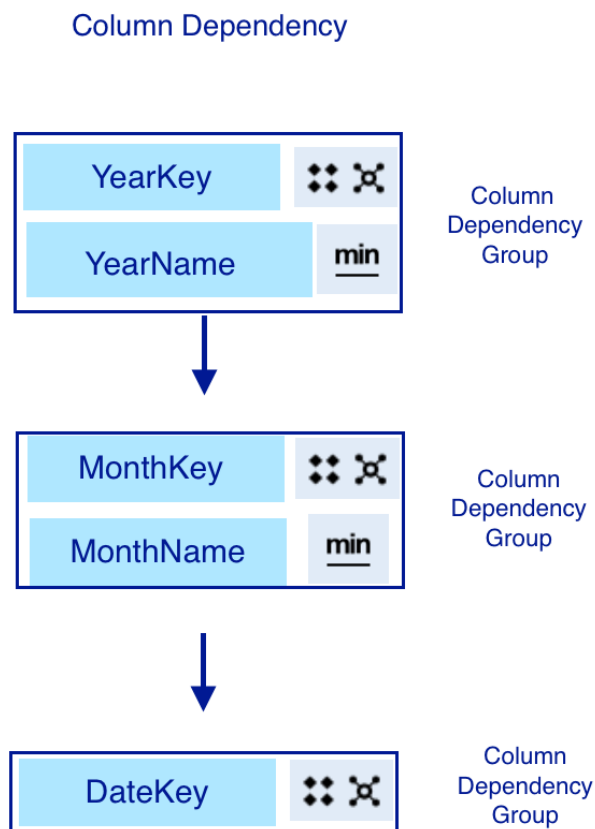 Column Dependency
YearKey
YearName
min
Column
Dependency
Group
MonthKey
MonthName
min
Column
Dependency
Group
DateKey
Column
Dependency
Group